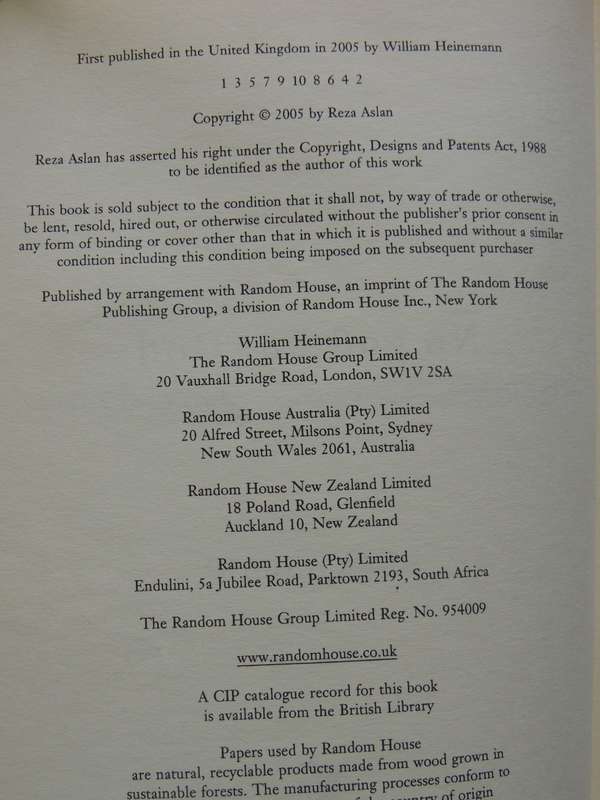 First published in the United Kingdom in 2005 by William Heinemann
1 3 5 7 9 10 8 6 4 2
Copyright © 2005 by Reza Aslan
Reza Aslan has asserted his right under the Copyright, Designs and Patents Act, 1988
to be identified as the author of this work
This book is sold subject to the condition that it shall not, by way of trade or otherwise,
be lent, resold, hired out, or otherwise circulated without the publisher's prior consent in
any form of binding or cover other than that in which it is published and without a similar
condition including this condition being imposed on the subsequent purchaser
Published by arrangement with Random House, an imprint of The Random House
Publishing Group, a division of Random House Inc., New York
William Heinemann
The Random House Group Limited
20 Vauxhall Bridge Road, London, SW1V 2SA
Random House Australia (Pty) Limited
20 Alfred Street, Milsons Point, Sydney
New South Wales 2061, Australia
Random House New Zealand Limited
18 Poland Road, Glenfield
Auckland 10, New Zealand
Random House (Pty) Limited
Endulini, 5a Jubilee Road, Parktown 2193, South Africa
The Random House Group Limited Reg. No. 954009
www.randomhouse.co.uk
A CIP catalogue record for this book
is available from the British Library
Papers used by Random House
are natural, recyclable products made from wood grown in
sustainable forests. The manufacturing processes conform to
country of origin